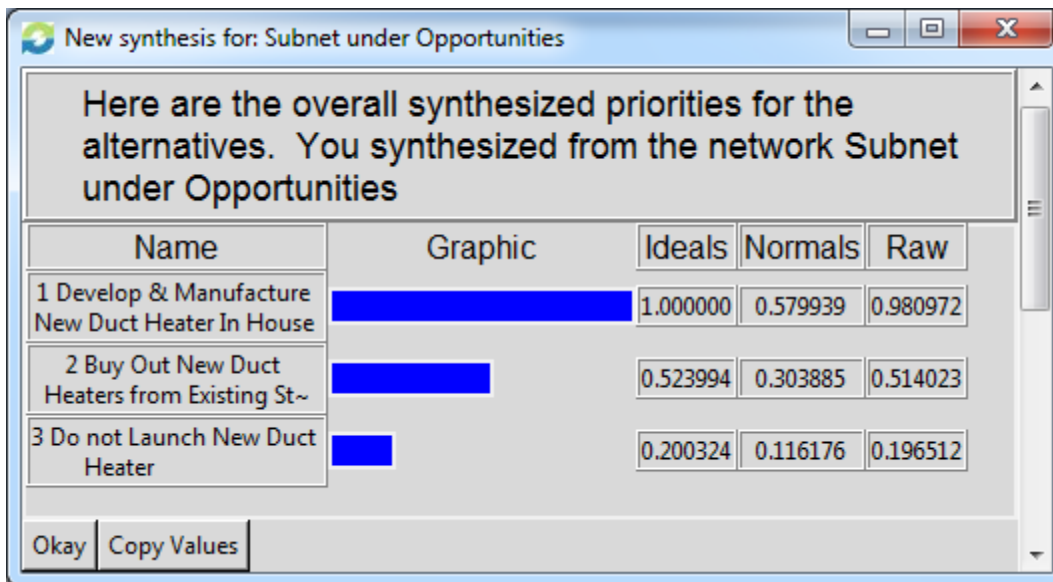 New synthesis for: Subnet under Opportunities
Here are the overall synthesized priorities for the
alternatives.  You synthesized from the network Subnet
under Opportunities
Name Graphic Ideals Normals Raw
1 Develop & Manufacture
New Duct Heater In House
1.000000 0.579939 0.980972
2 Buy Out New Duct
Heaters from Existing St~
0.523994 0.303885 0.514023
3 Do not Launch New Duct
Heater
0.200324 0.116176 0.196512
Okay Copy Values